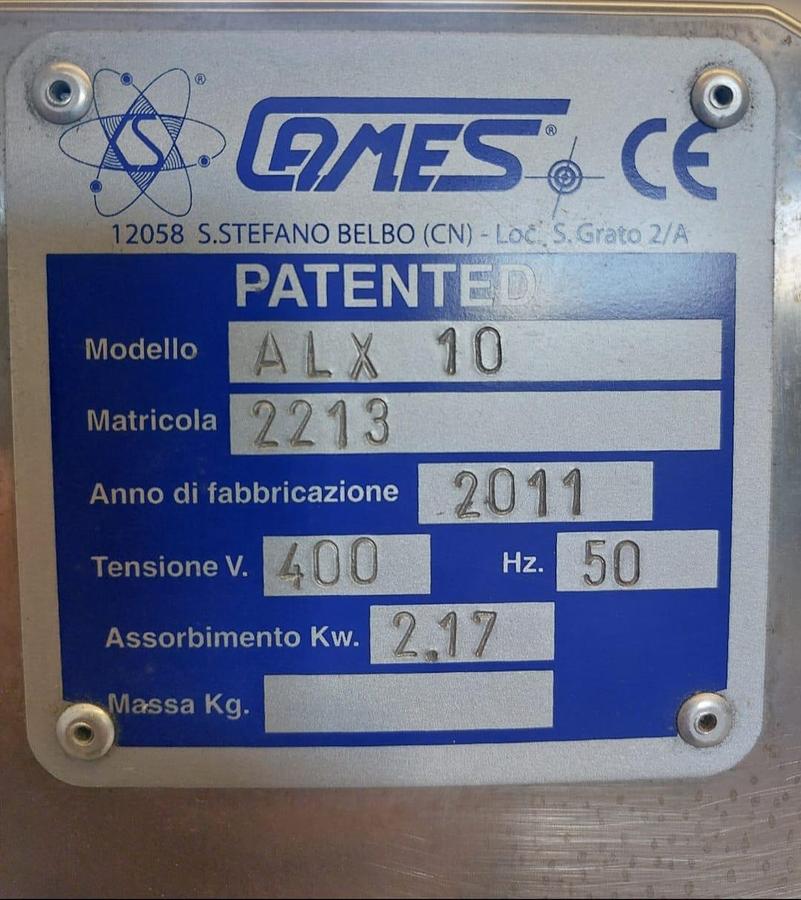 CS ®
CAMES ® CE
12058 S.STEFANO BELBO (CN) - Loc. S.Grato 2/A
PATENTED
Modello ALX 10
Matricola 2213
Anno di fabbricazione 2011
Tensione V. 400 Hz. 50
Assorbimento Kw. 2.17
Massa Kg.